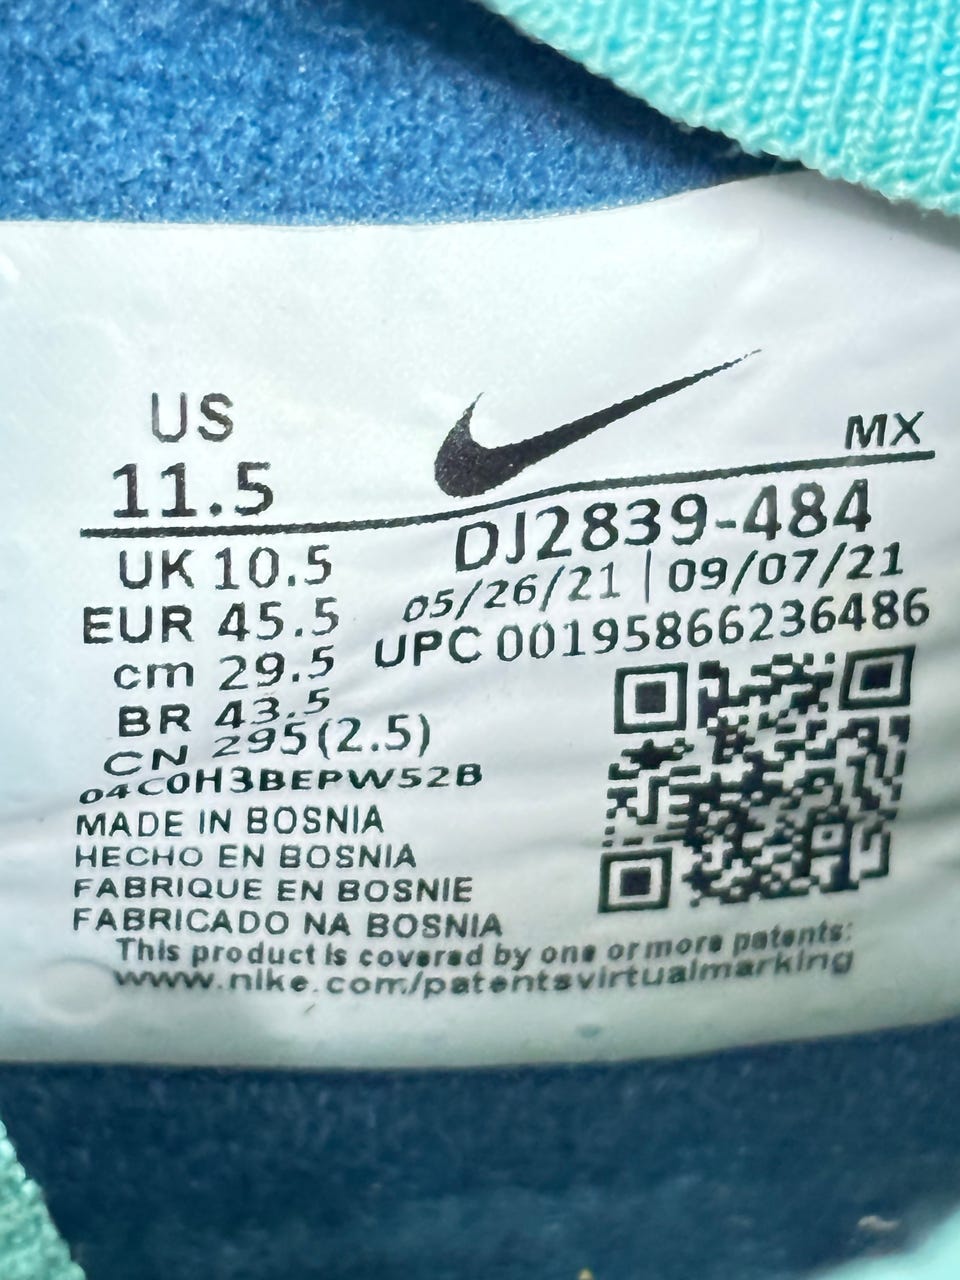 US
11.5
MX
UK 10.5
EUR 45.5
cm 29.5
BR 43.5
CN 295(2.5)
DJ2839-484
05/26/21 | 09/07/21
UPC 00195866236486
04C0H3BEPW52B
MADE IN BOSNIA
HECHO EN BOSNIA
FABRIQUE EN BOSNIE
FABRICADO NA BOSNIA
This product is covered by one or more patents:
www.nike.com/patentsvirtualmarking